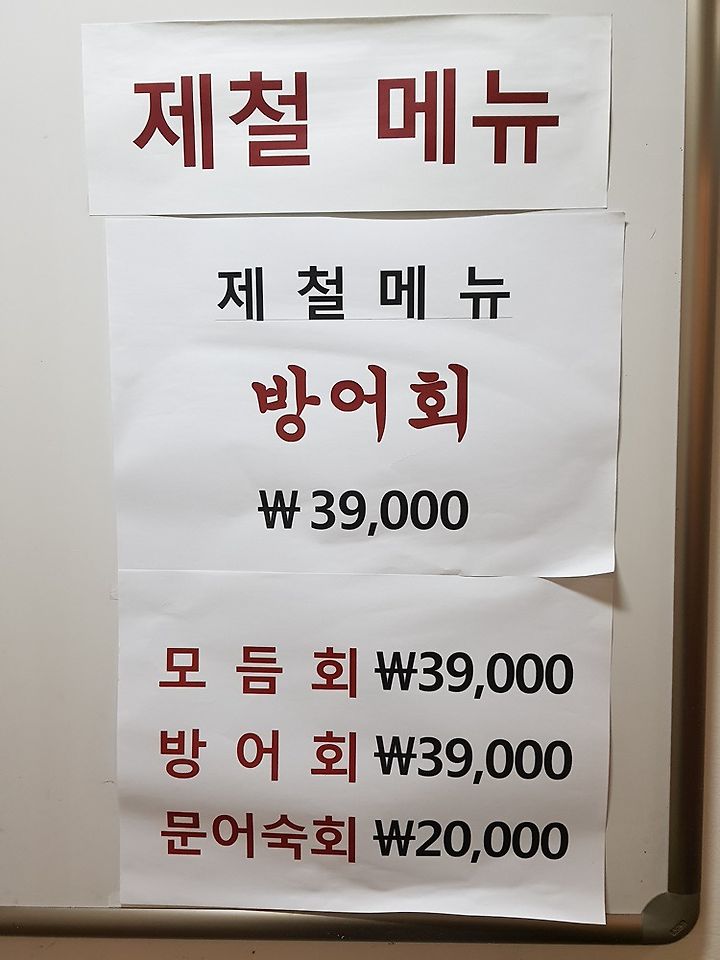 제철 메뉴
제철메뉴
방어회
₩39,000
모듬회 ₩39,000
방어회 ₩39,000
문어숙회 ₩20,000